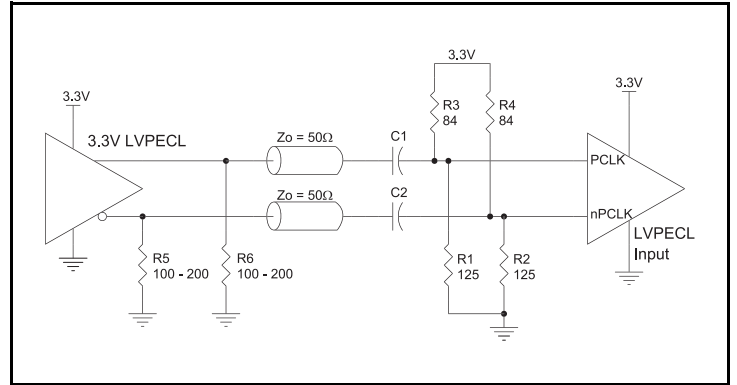 3.3V
3.3V LVPECL
R5
100 - 200
R6
100 - 200
Zo = 50Ω
Zo = 50Ω
C1
C2
3.3V
R3
84
R4
84
R1
125
R2
125
3.3V
PCLK
nPCLK
LVPECL
Input